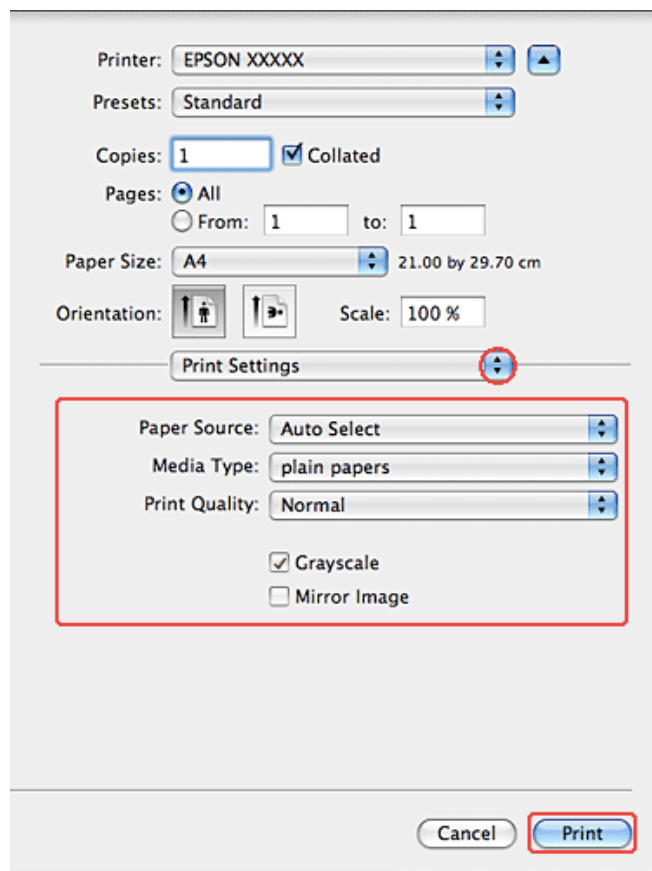 Printer: EPSON XXXXX
Presets: Standard
Copies: 1 Collated
Pages: All
From: 1 to: 1
Paper Size: A4 21.00 by 29.70 cm
Orientation: Scale: 100 %
Print Settings
Paper Source: Auto Select
Media Type: plain papers
Print Quality: Normal
Grayscale
Mirror Image
Cancel Print